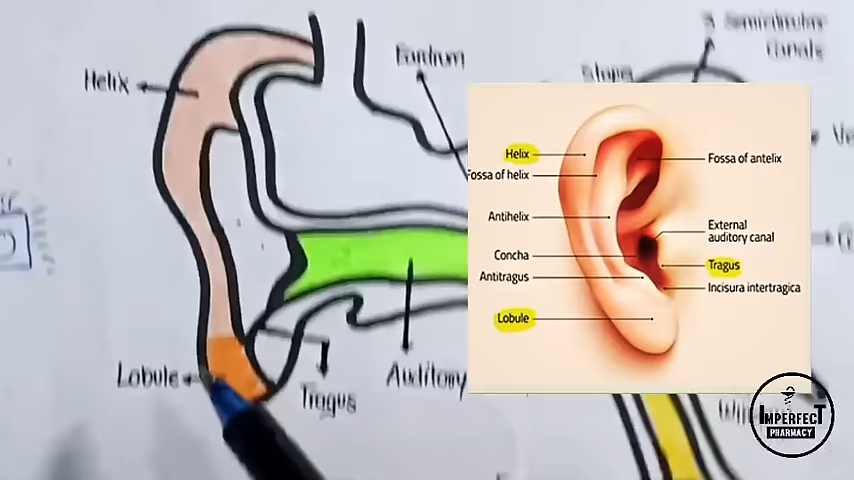 Helix
Eardrum
Stapes
3 Semicircular
Canals
Lobule
Tragus
Auditory
Helix
Fossa of helix
Antihelix
Concha
Antitragus
Lobule
Fossa of antelix
External
auditory canal
Tragus
Incisura intertragica
IMPERFECT
PHARMACY